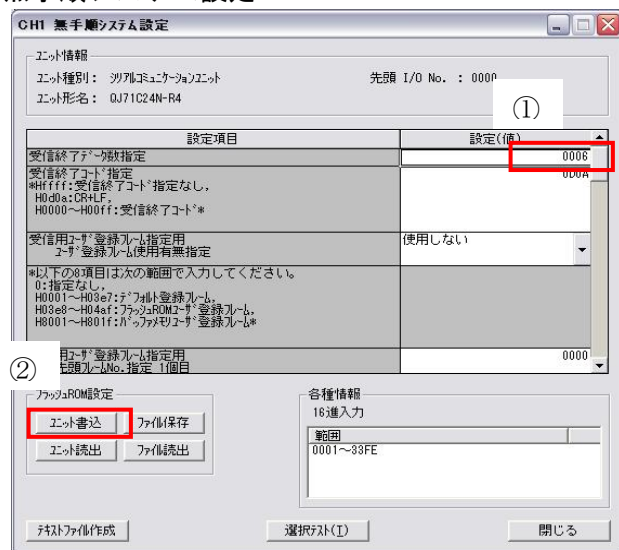 CH1 無手順システム設定
ユニット情報
ユニット種別： シリアルコミュニケーションユニット
先頭 I/O No. ： 0000
ユニット形名： QJ71C24N-R4
①
設定項目
設定(値)
受信終了データ数指定
0006
受信終了コード指定
0D0A
*Hffff:受信終了コード指定なし,
H0d0a:CR+LF,
H0000～H00ff:受信終了コード*
受信用ユーザ登録フレーム指定用
使用しない
ユーザ登録フレーム使用有無指定
*以下の8項目は次の範囲で入力してください。
0:指定なし,
H0001～H03e7:デフォルト登録フレーム,
H03e8～H04af:フラッシュROMユーザ登録フレーム,
H8001～H801f:バッファメモリユーザ登録フレーム*
用ユーザ登録フレーム指定用
0000
先頭フレームNo.指定 1個目
②
フラッシュROM設定
各種情報
ユニット書込
ファイル保存
16進入力
範囲
ユニット読出
ファイル読出
0001～33FE
テキストファイル作成
選択テスト(T)
閉じる